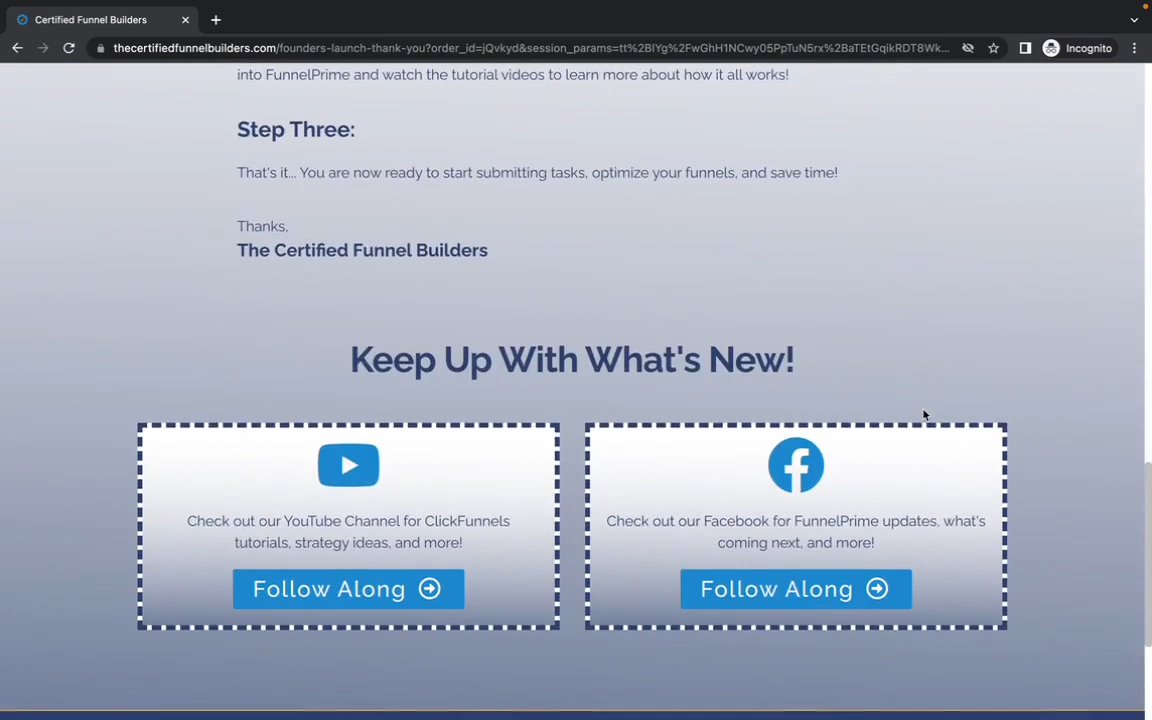 Certified Funnel Builders
thecertifiedfunnelbuilders.com/founders-launch-thank-you?order_id=jQvkyd&session_params=tt%2BIYg%2FwGhH1NCwy05PpTuN5rx%2BaTEtGqikRDT8Wk...
Incognito
into FunnelPrime and watch the tutorial videos to learn more about how it all works!
Step Three:
That's it... You are now ready to start submitting tasks, optimize your funnels, and save time!
Thanks,
The Certified Funnel Builders
Keep Up With What's New!
Check out our YouTube Channel for ClickFunnels
tutorials, strategy ideas, and more!
Follow Along
Check out our Facebook for FunnelPrime updates, what's
coming next, and more!
Follow Along